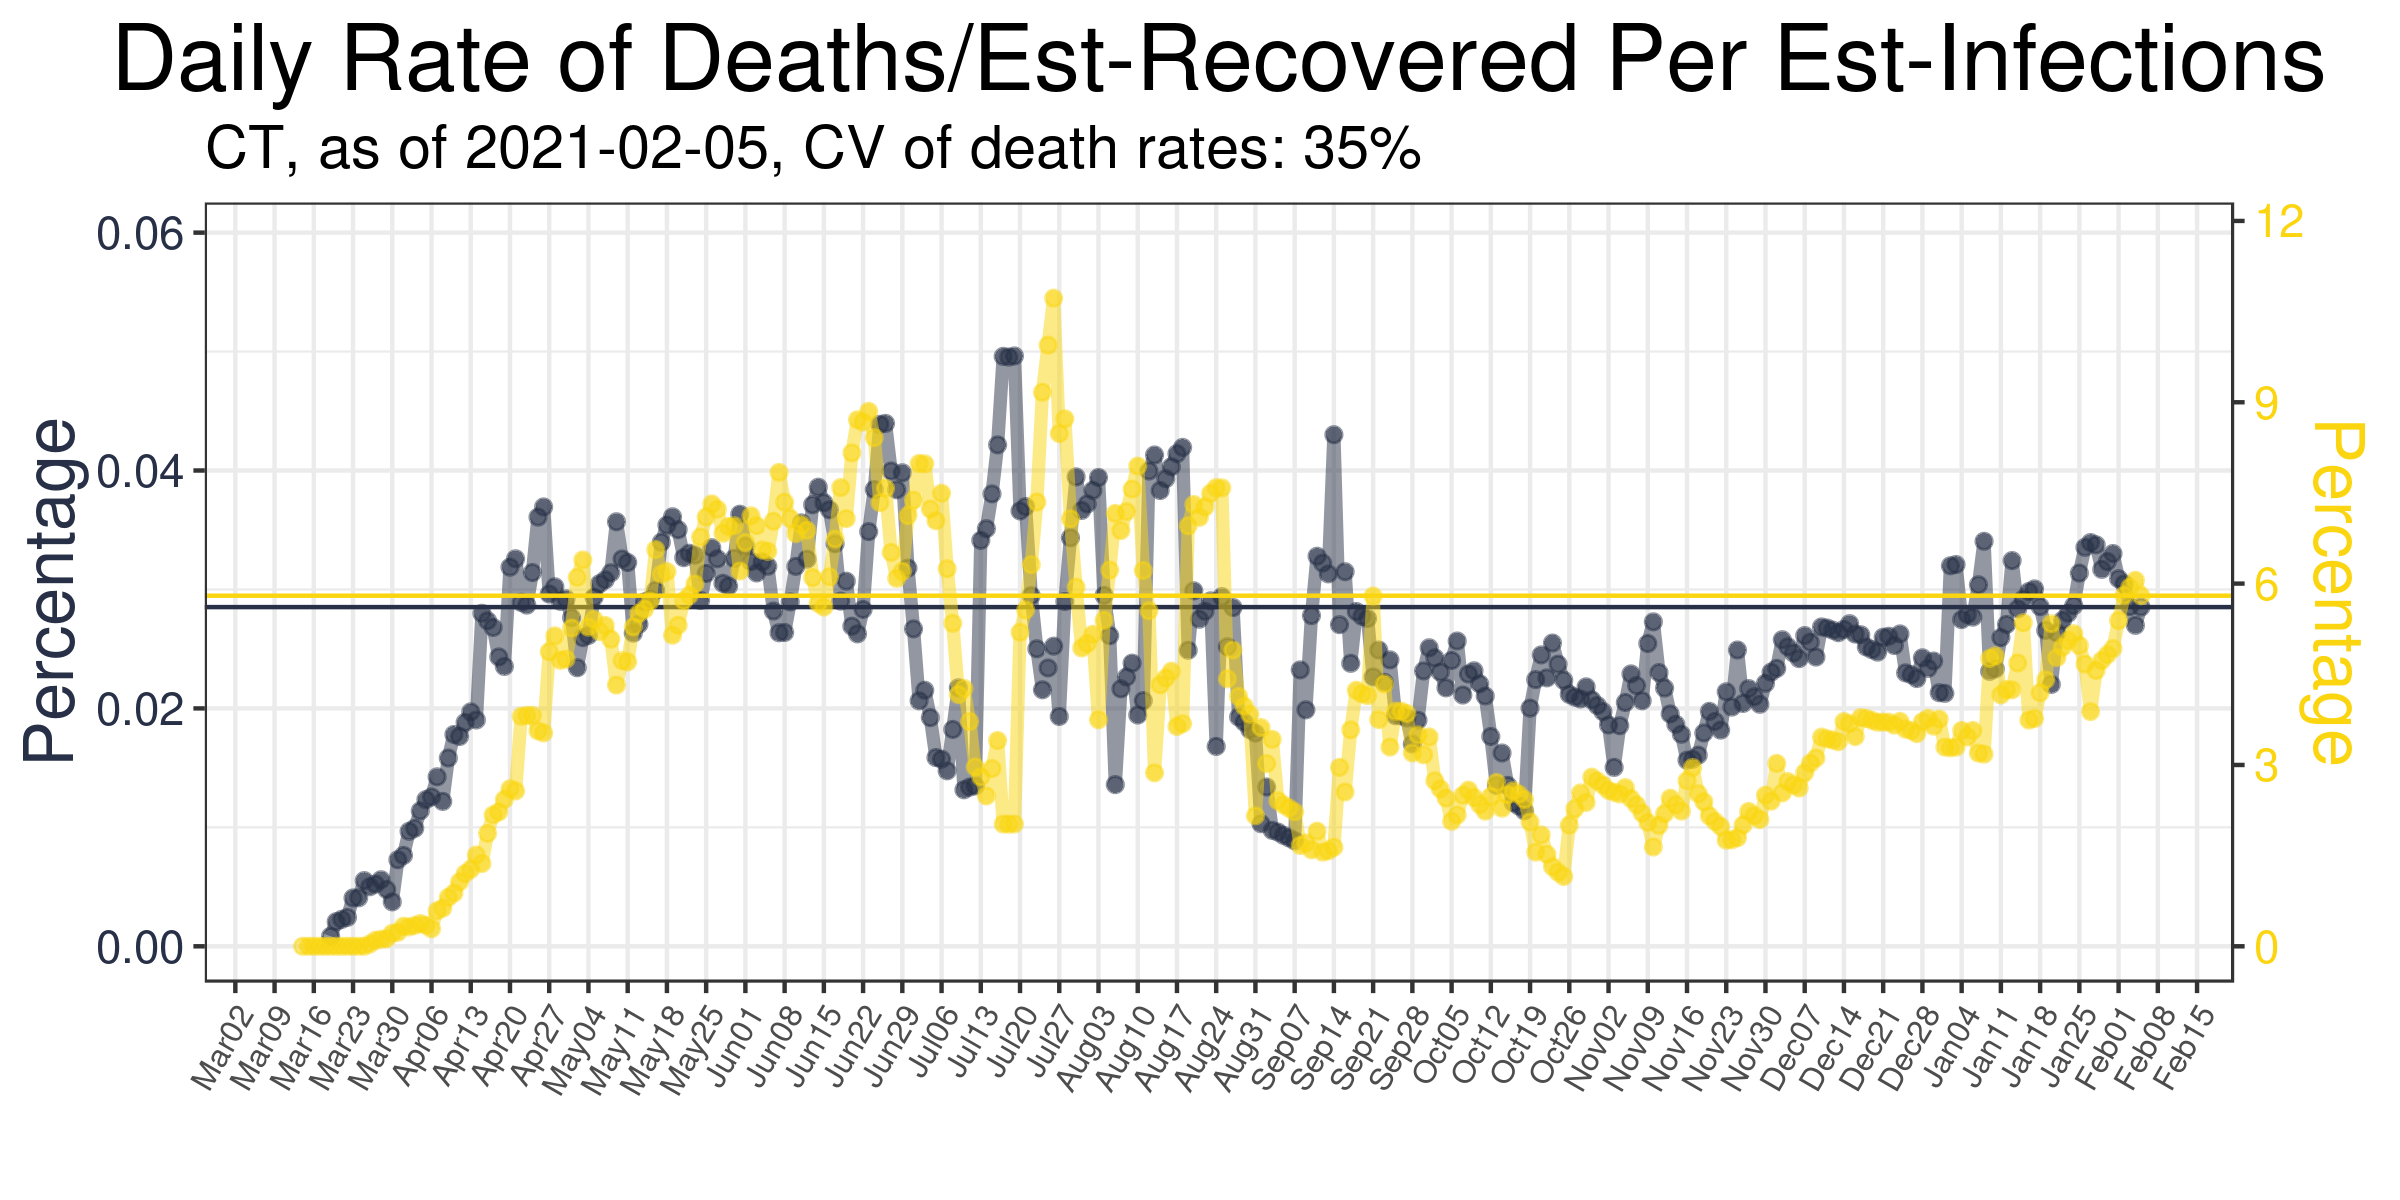 Daily Rate of Deaths/Est-Recovered Per Est-Infections
CT, as of 2021-02-05, CV of death rates: 35%
Percentage
0.06
0.04
0.02
0.00
12
9
6
3
0
Percentage
Mar02
Mar09
Mar16
Mar23
Mar30
Apr06
Apr13
Apr20
Apr27
May04
May11
May18
May25
Jun01
Jun08
Jun15
Jun22
Jun29
Jul06
Jul13
Jul20
Jul27
Aug03
Aug10
Aug17
Aug24
Aug31
Sep07
Sep14
Sep21
Sep28
Oct05
Oct12
Oct19
Oct26
Nov02
Nov09
Nov16
Nov23
Nov30
Dec07
Dec14
Dec21
Dec28
Jan04
Jan11
Jan18
Jan25
Feb01
Feb08
Feb15